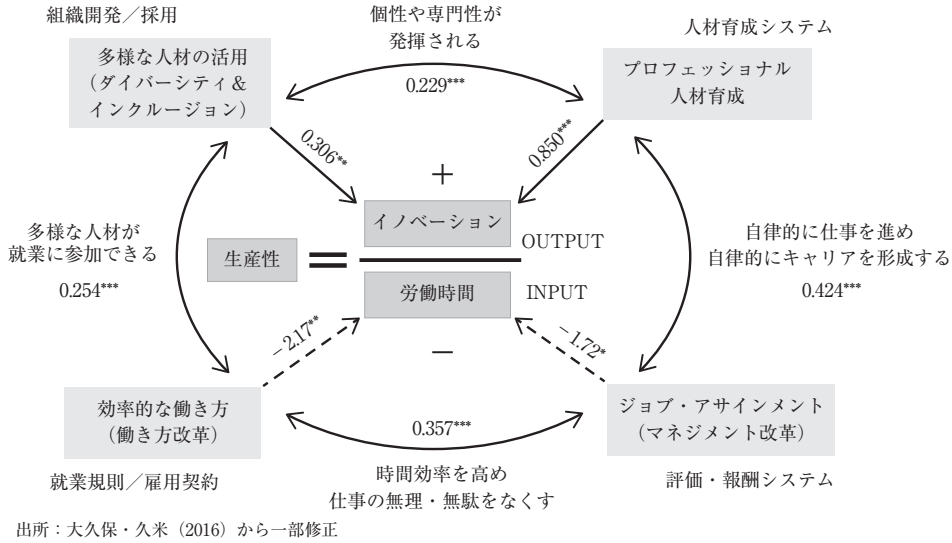 組織開発／採用
多様な人材の活用
（ダイバーシティ＆
インクルージョン）
個性や専門性が
発揮される
0.229***
人材育成システム
プロフェッショナル
人材育成
0.306**
0.850***
＋
イノベーション
OUTPUT
生産性
＝
労働時間
INPUT
－
多様な人材が
就業に参加できる
0.254***
自律的に仕事を進め
自律的にキャリアを形成する
0.424***
－2.17**
－1.72*
効率的な働き方
（働き方改革）
就業規則／雇用契約
0.357***
時間効率を高め
仕事の無理・無駄をなくす
ジョブ・アサインメント
（マネジメント改革）
評価・報酬システム
出所：大久保・久米（2016）から一部修正